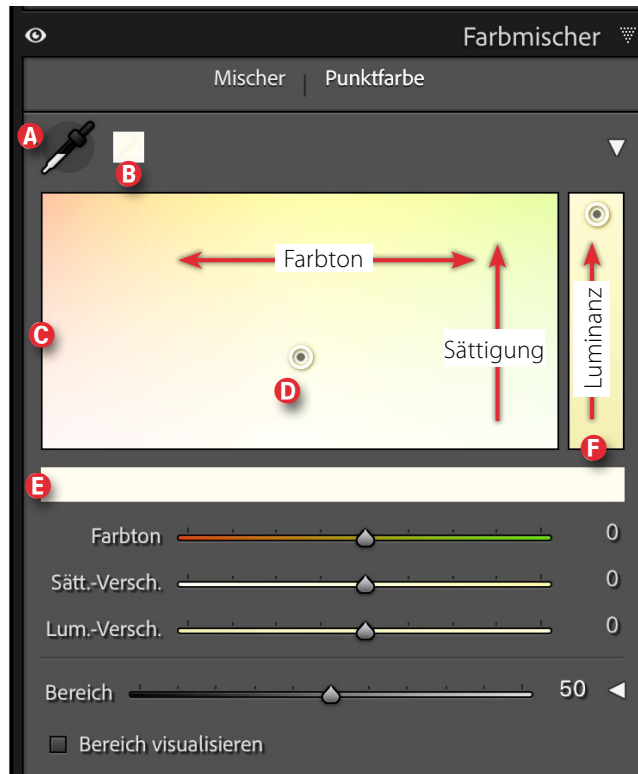 Farbmischer
Mischer | Punktfarbe
A
B
Farbton
C
Sättigung
Luminanz
D
F
E
Farbton 0
Sätt.-Versch. 0
Lum.-Versch. 0
Bereich 50
Bereich visualisieren